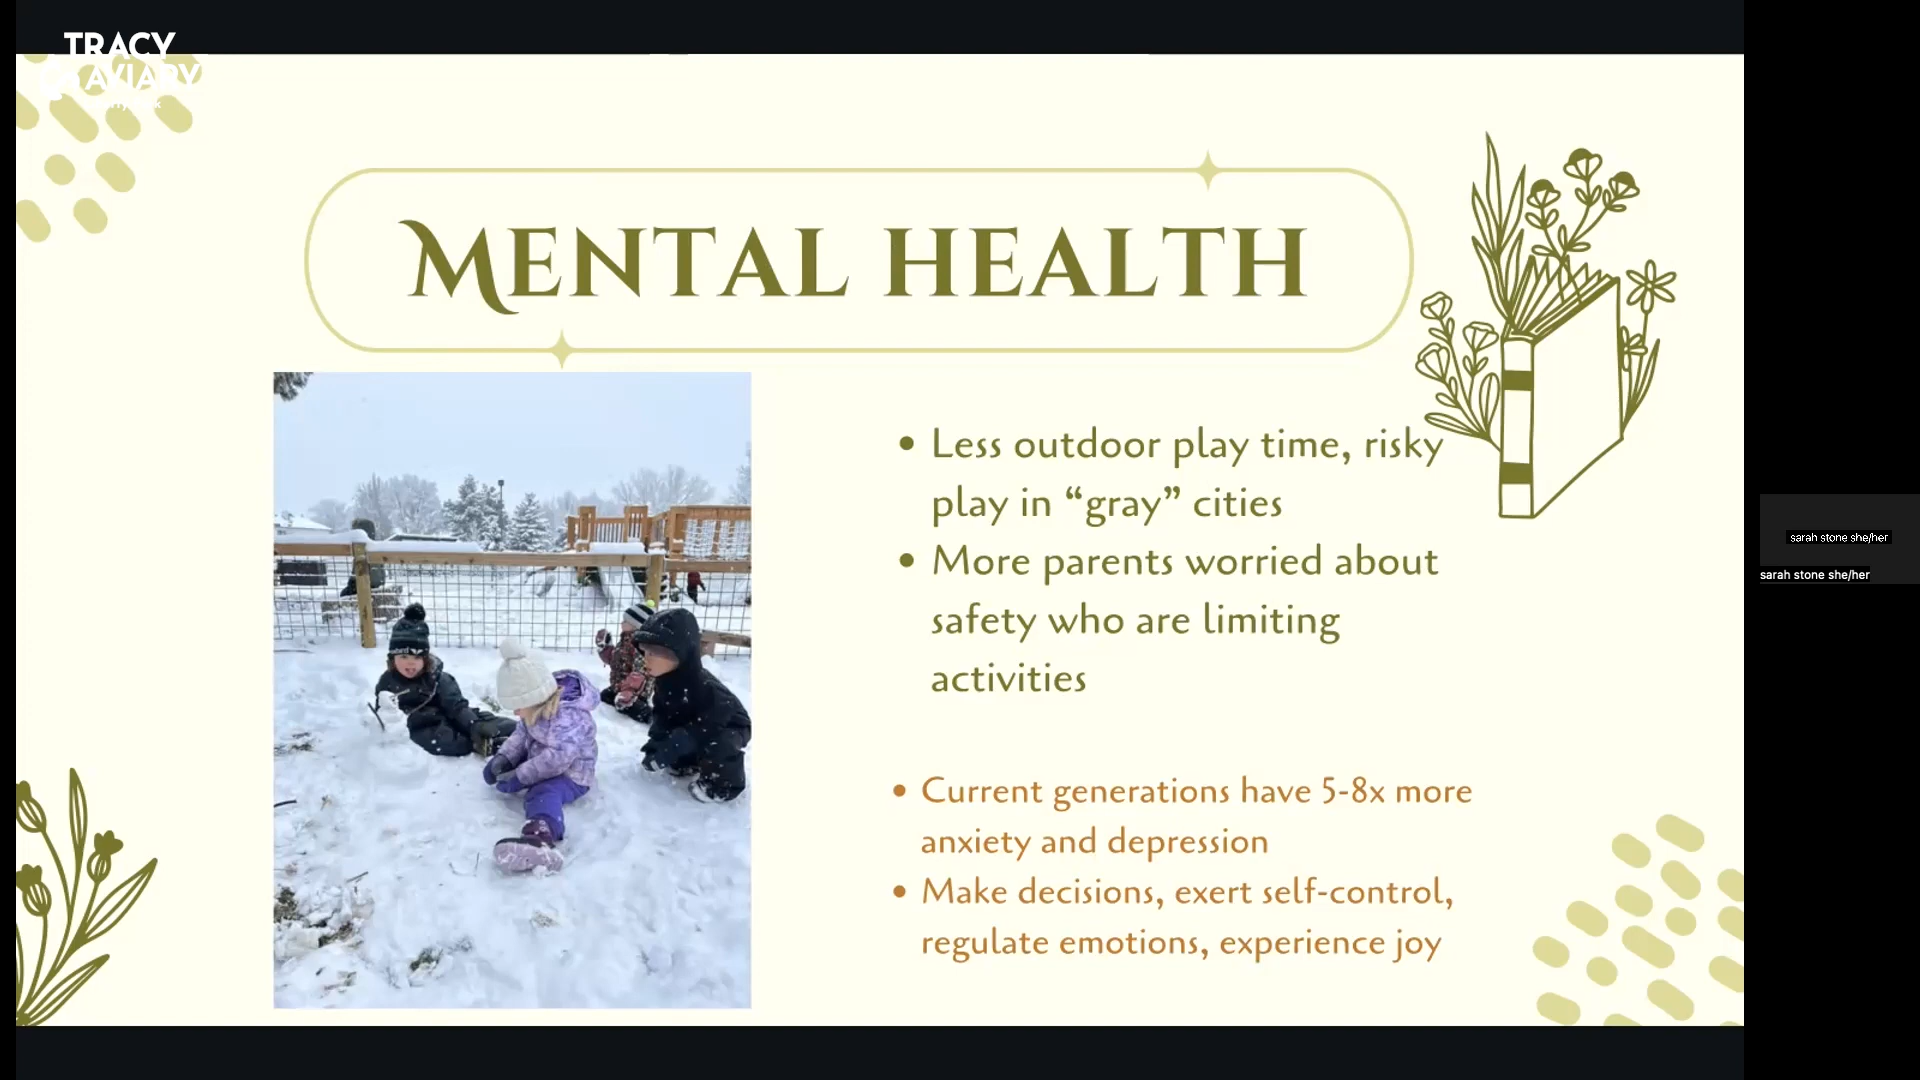 TRACY
AVIARY
MENTAL HEALTH
• Less outdoor play time, risky
play in “gray” cities
• More parents worried about
safety who are limiting
activities
• Current generations have 5-8x more
anxiety and depression
• Make decisions, exert self-control,
regulate emotions, experience joy
sarah stone she/her
sarah stone she/her